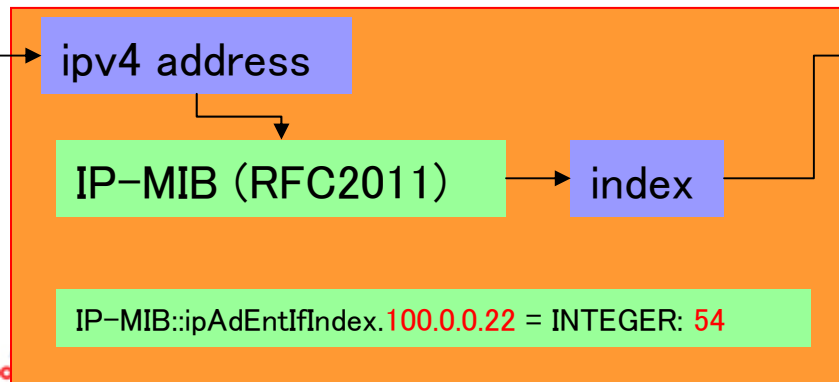 ipv4 address
IP-MIB (RFC2011)
index
IP-MIB::ipAdEntIfIndex.100.0.0.22 = INTEGER: 54